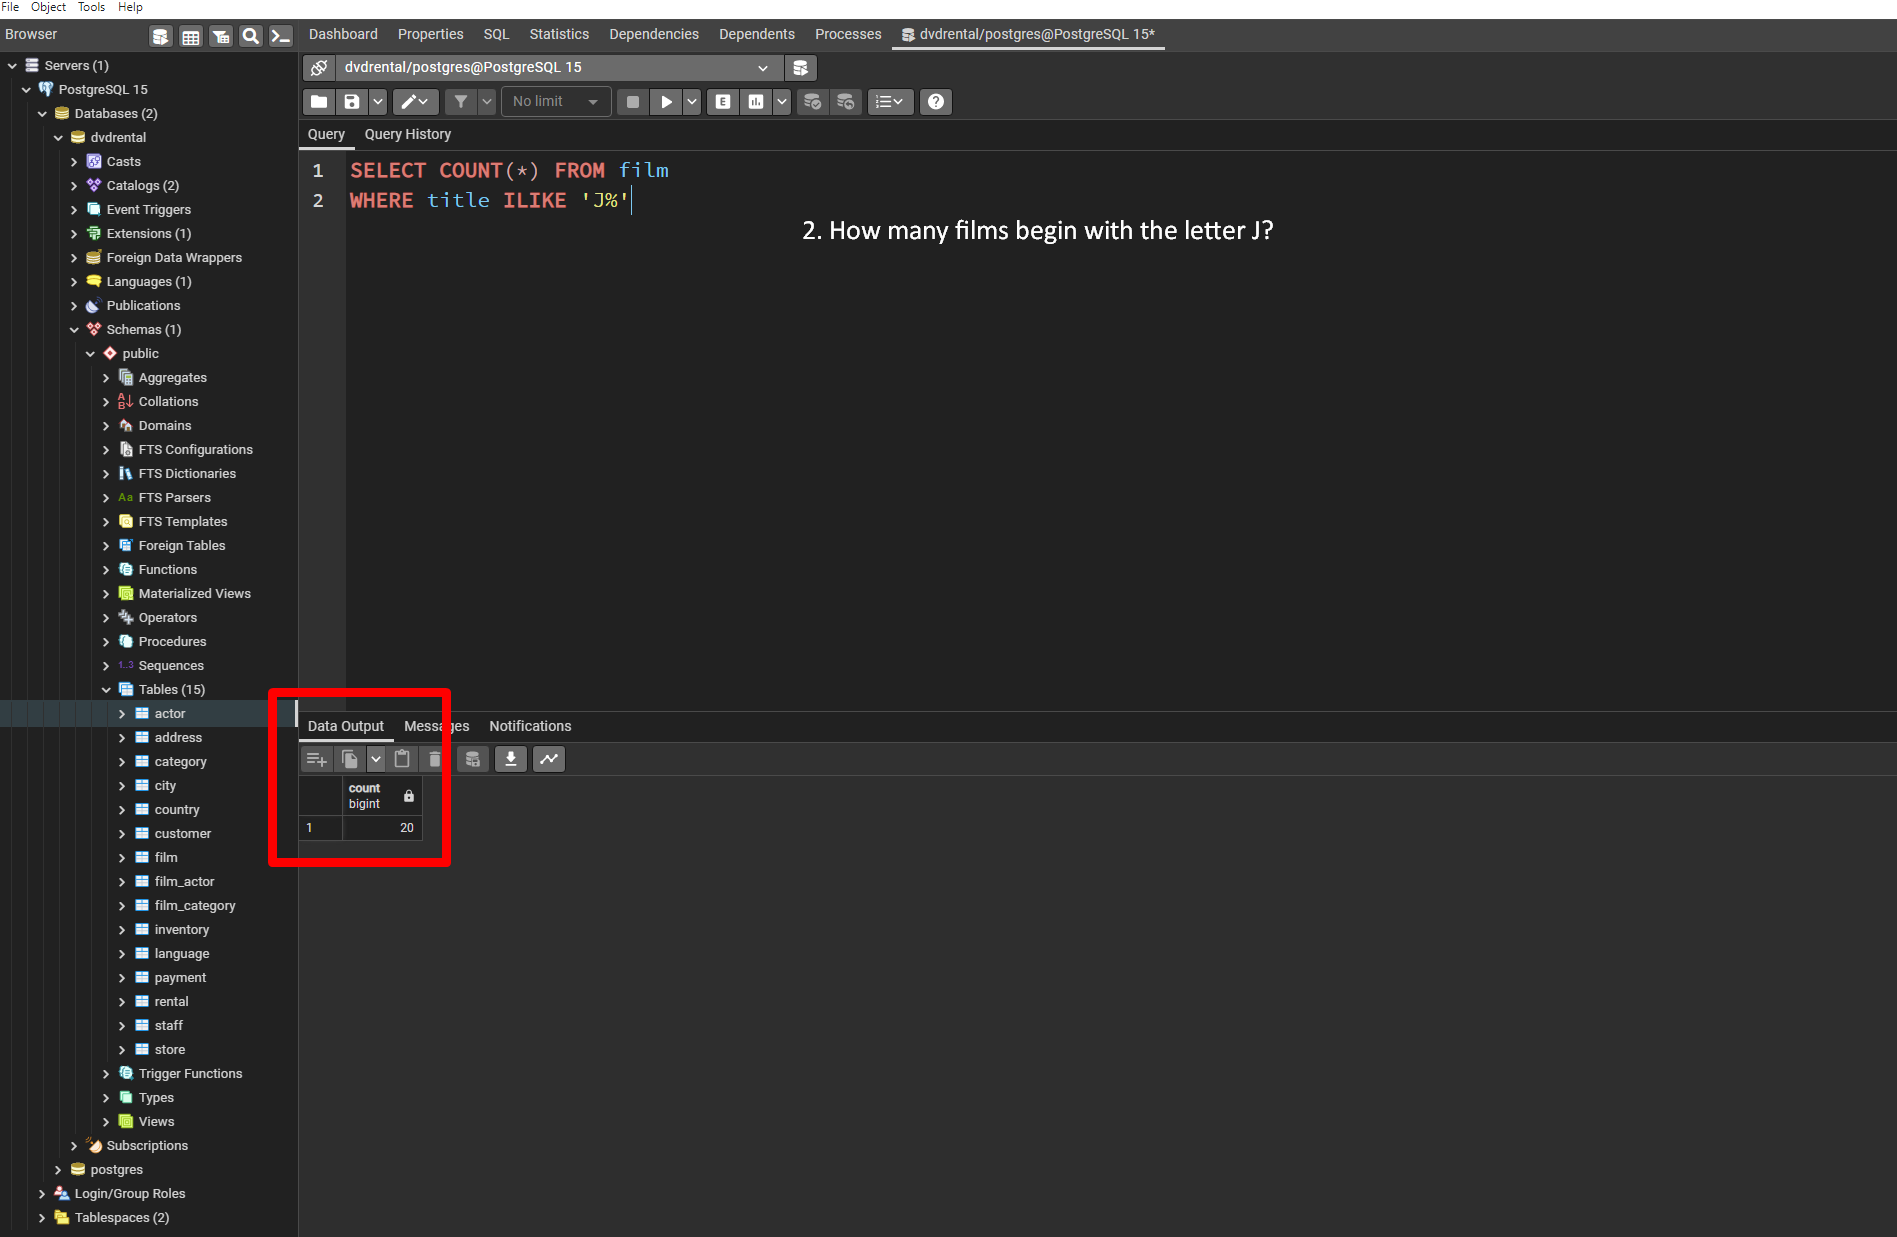 File Object Tools Help
Browser
Dashboard Properties SQL Statistics Dependencies Dependents Processes dvdrental/postgres@PostgreSQL 15*
dvdrental/postgres@PostgreSQL 15
No limit
E
Query Query History
1 SELECT COUNT(*) FROM film
2 WHERE title ILIKE 'J%'
2. How many films begin with the letter J?
Servers (1)
PostgreSQL 15
Databases (2)
dvdrental
Casts
Catalogs (2)
Event Triggers
Extensions (1)
Foreign Data Wrappers
Languages (1)
Publications
Schemas (1)
public
Aggregates
Collations
Domains
FTS Configurations
FTS Dictionaries
Aa FTS Parsers
FTS Templates
Foreign Tables
Functions
Materialized Views
Operators
Procedures
1..3 Sequences
Tables (15)
actor
address
category
city
country
customer
film
film_actor
film_category
inventory
language
payment
rental
staff
store
Trigger Functions
Types
Views
Subscriptions
postgres
Login/Group Roles
Tablespaces (2)
Data Output Messages Notifications
count
bigint
1 20